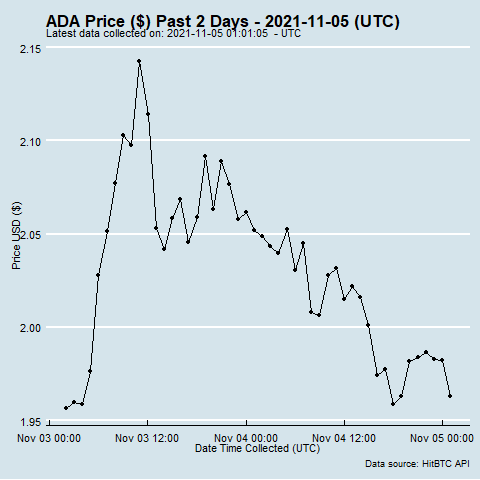 ADA Price ($) Past 2 Days - 2021-11-05 (UTC)
Latest data collected on: 2021-11-05 01:01:05  - UTC
2.15
2.10
2.05
2.00
1.95
Price USD ($)
Nov 03 00:00 Nov 03 12:00 Nov 04 00:00 Nov 04 12:00 Nov 05 00:00
Date Time Collected (UTC)
Data source: HitBTC API